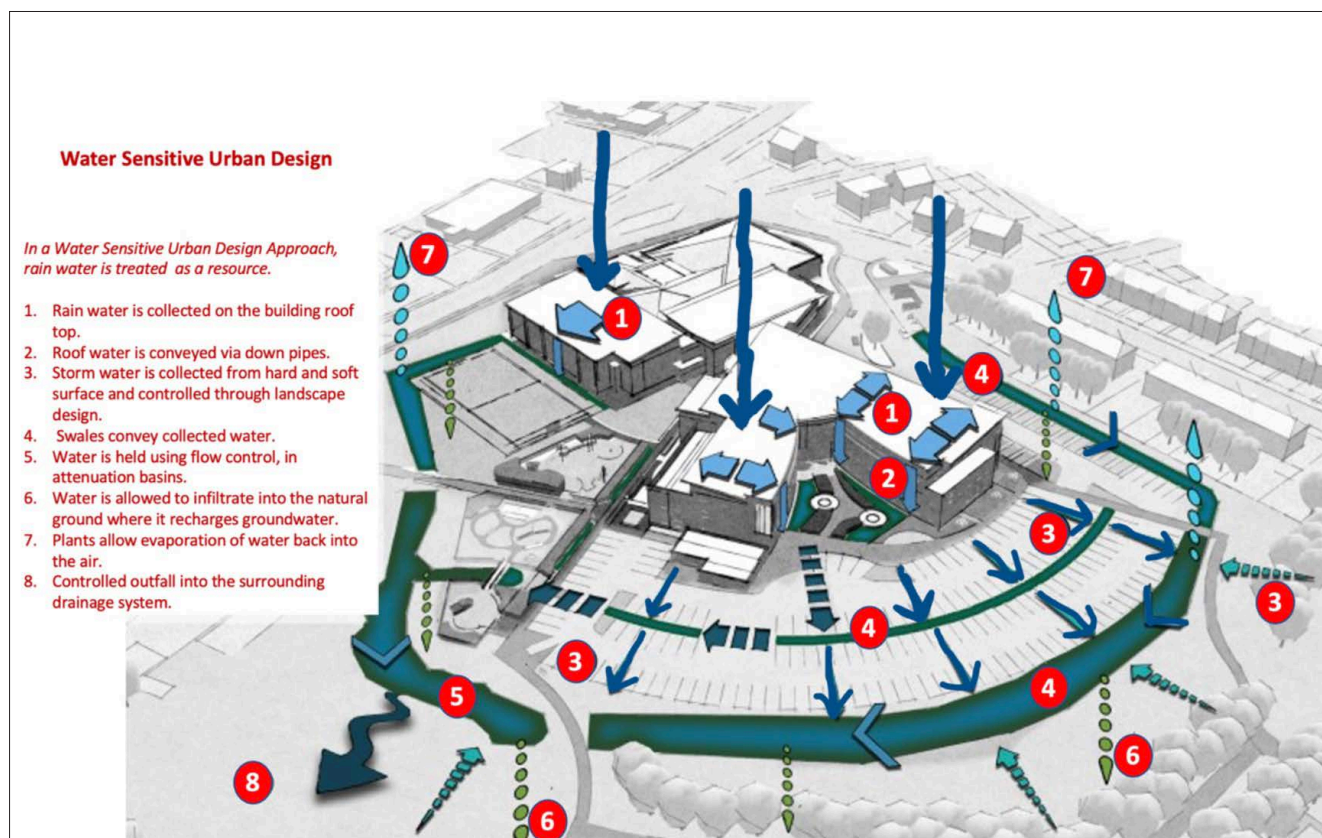 Water Sensitive Urban Design
In a Water Sensitive Urban Design Approach,
rain water is treated as a resource.
1. Rain water is collected on the building roof
top.
2. Roof water is conveyed via down pipes.
3. Storm water is collected from hard and soft
surface and controlled through landscape
design.
4. Swales convey collected water.
5. Water is held using flow control, in
attenuation basins.
6. Water is allowed to infiltrate into the natural
ground where it recharges groundwater.
7. Plants allow evaporation of water back into
the air.
8. Controlled outfall into the surrounding
drainage system.
7
7
1
4
1
2
3
3
4
3
4
5
6
8
6